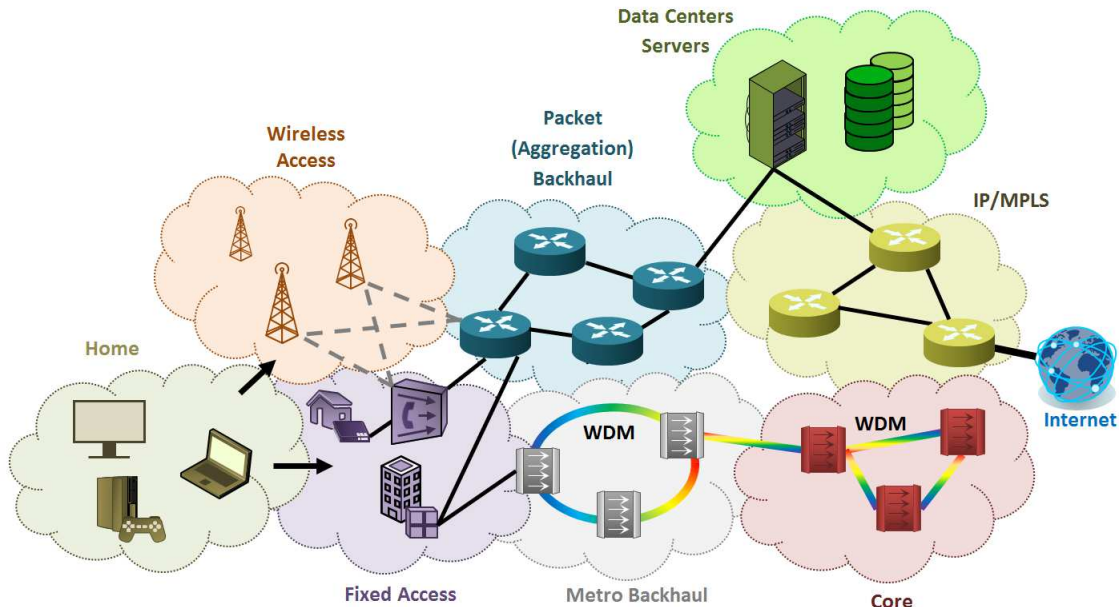 Data Centers
Servers
Packet
(Aggregation)
Backhaul
Wireless
Access
IP/MPLS
Home
Internet
WDM
WDM
Fixed Access
Metro Backhaul
Core